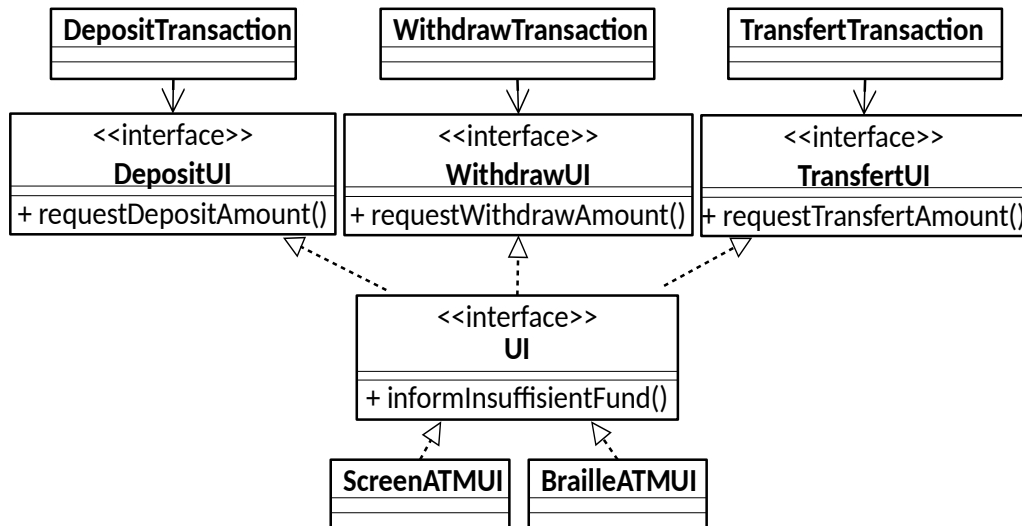 DepositTransaction
WithdrawTransaction
TransfertTransaction
<<interface>>
DepositUI
+ requestDepositAmount()
<<interface>>
WithdrawUI
+ requestWithdrawAmount()
<<interface>>
TransfertUI
+ requestTransfertAmount()
<<interface>>
UI
+ informInsuffisientFund()
ScreenATMUI
BrailleATMUI